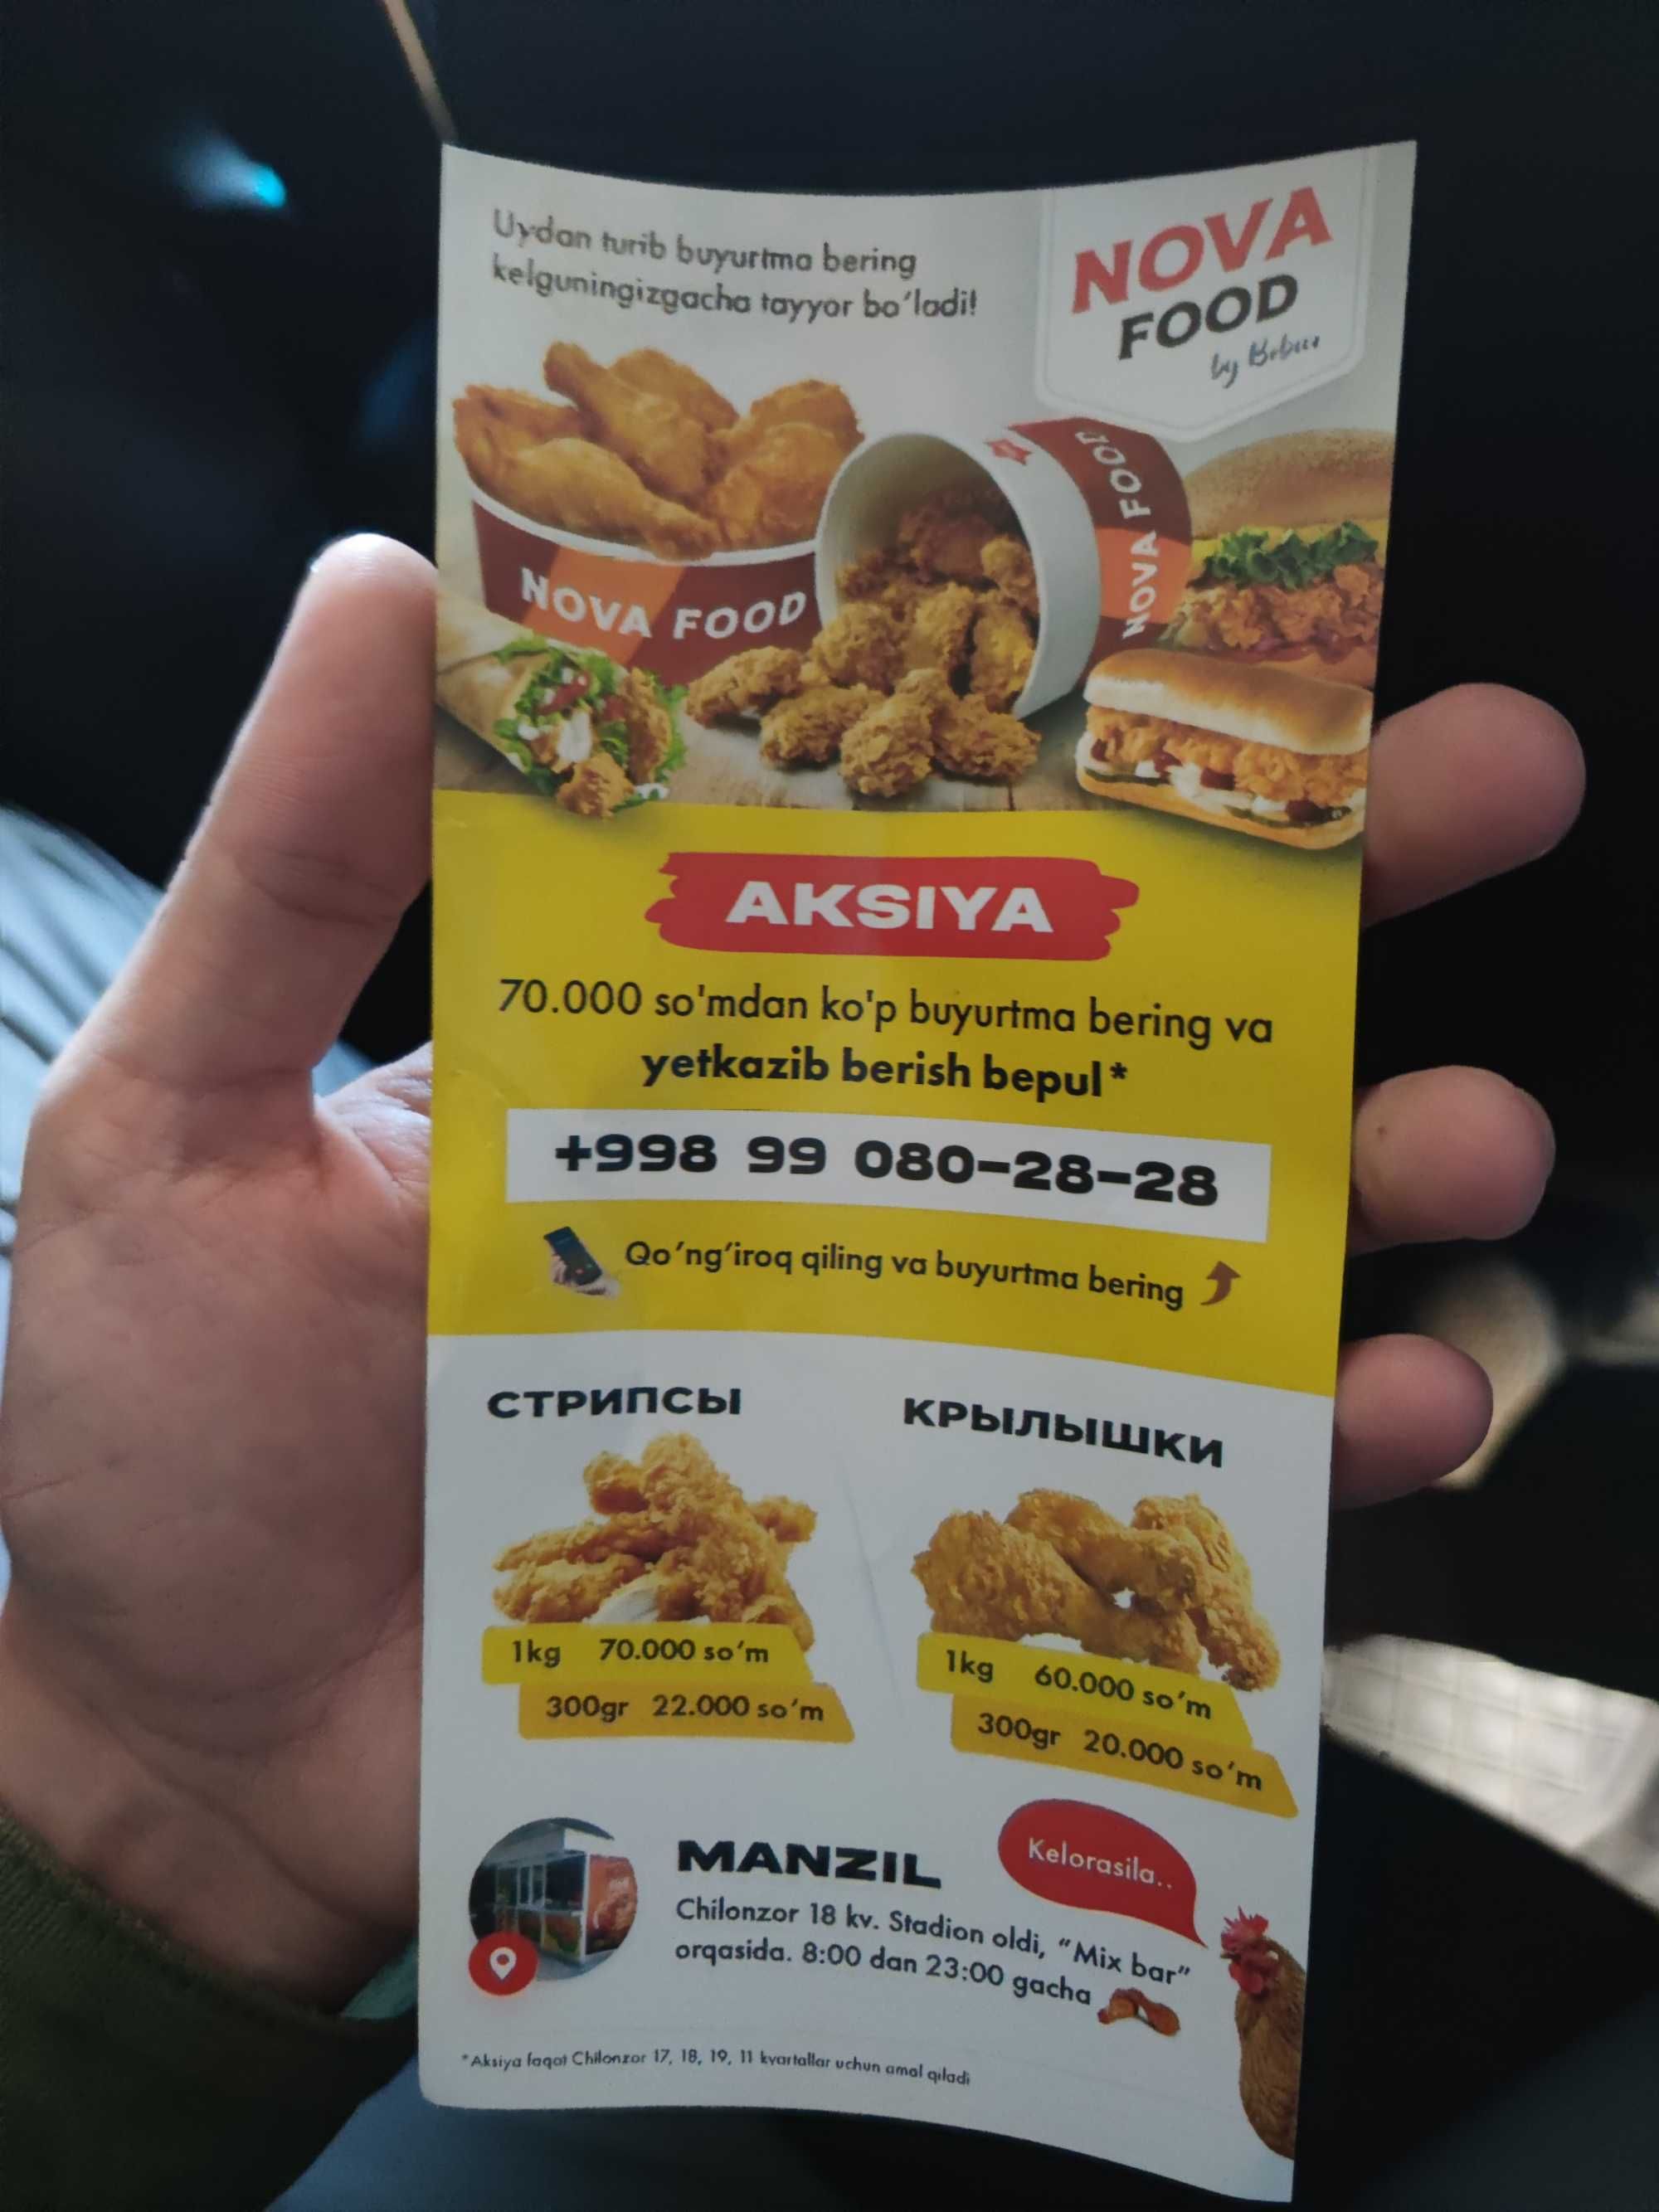 Uydan turib buyurtma bering
kelguningizgacha tayyor bo'ladi!
NOVA
FOOD
by
NOVA FOOD
NOVA FOOD
AKSIYA
70.000 so'mdan ko'p buyurtma bering va
yetkazib berish bepul*
+998 99 080-28-28
Qo'ng'iroq qiling va buyurtma bering
СТРИПСЫ
1kg 70.000 so'm
300gr 22.000 so'm
КРЫЛЫШКИ
1kg 60.000 so'm
300gr 20.000 so'm
MANZIL
Chilonzor 18 kv. Stadion oldi, "Mix bar"
orqasida. 8:00 dan 23:00 gacha
Kelorasila..
*Aksiya faqat Chilonzor 17, 18, 19, 11 kvartallar uchun amal qiladi